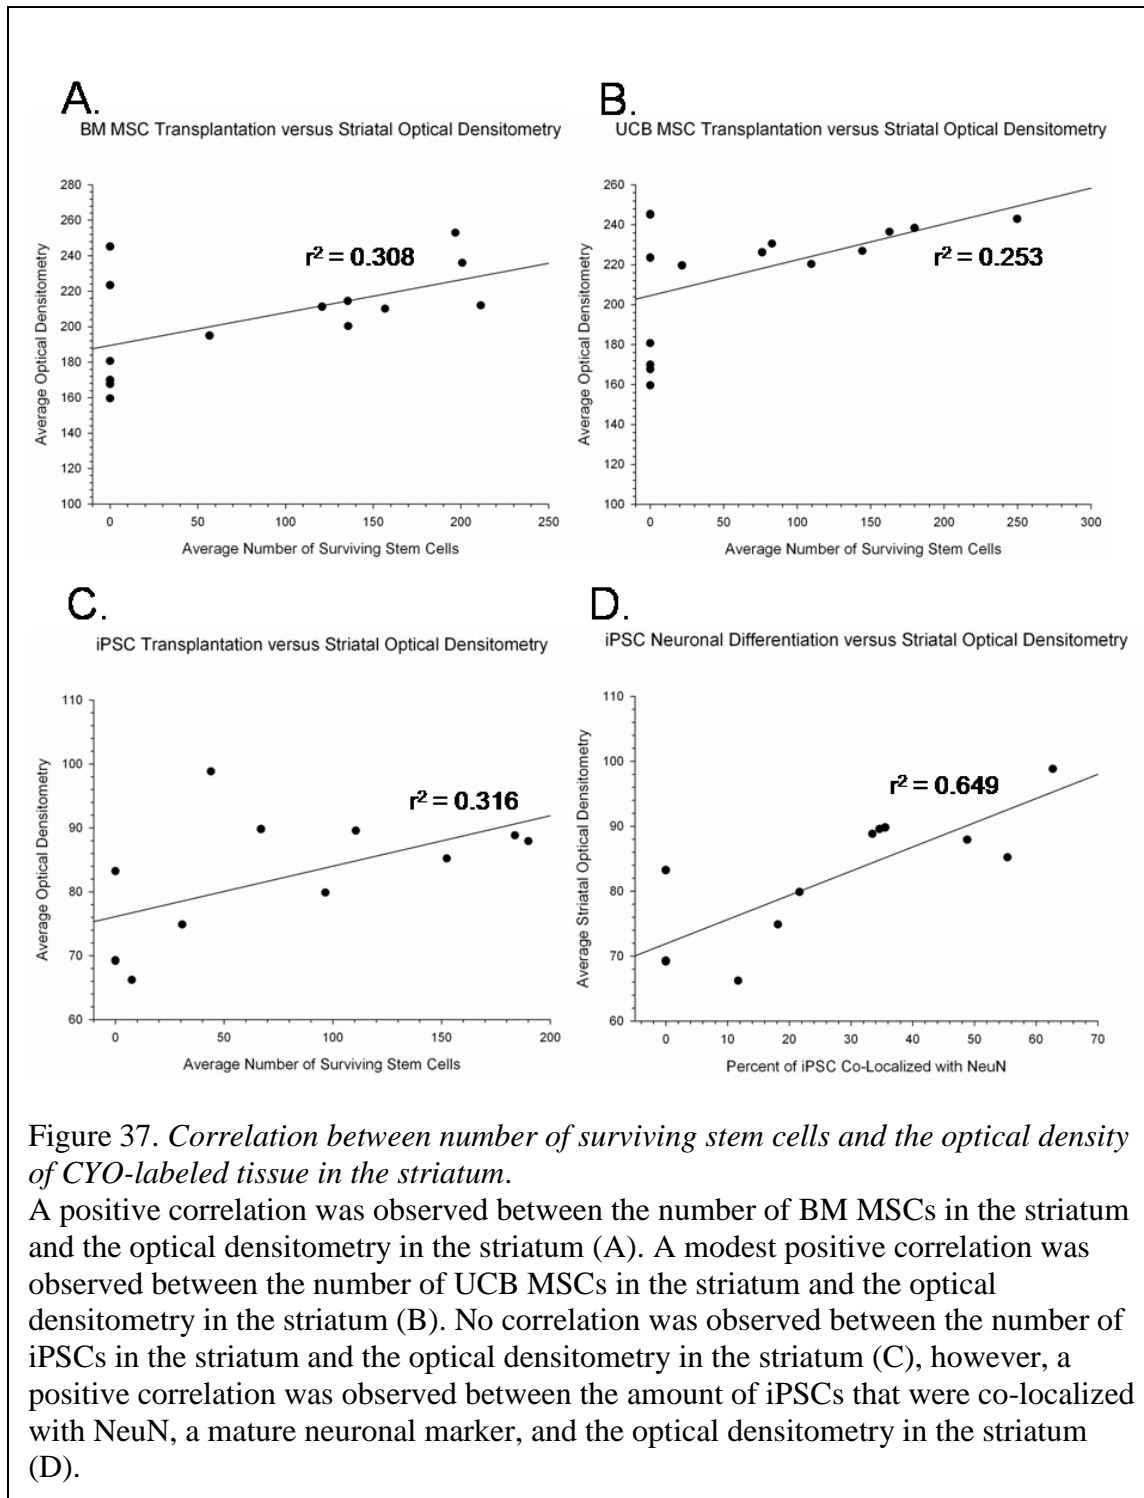 A.
BM MSC Transplantation versus Striatal Optical Densitometry
280
260
240
220
200
180
160
140
120
100
Average Optical Densitometry
r² = 0.308
0 50 100 150 200 250
Average Number of Surviving Stem Cells
B.
UCB MSC Transplantation versus Striatal Optical Densitometry
260
240
220
200
180
160
140
120
100
Average Optical Densitometry
r² = 0.253
0 50 100 150 200 250 300
Average Number of Surviving Stem Cells
C.
iPSC Transplantation versus Striatal Optical Densitometry
110
100
90
80
70
60
Average Optical Densitometry
r² = 0.316
0 50 100 150 200
Average Number of Surviving Stem Cells
D.
iPSC Neuronal Differentiation versus Striatal Optical Densitometry
110
100
90
80
70
60
Average Striatal Optical Densitometry
r² = 0.649
0 10 20 30 40 50 60 70
Percent of iPSC Co-Localized with NeuN
Figure 37. Correlation between number of surviving stem cells and the optical density
of CYO-labeled tissue in the striatum.
A positive correlation was observed between the number of BM MSCs in the striatum
and the optical densitometry in the striatum (A). A modest positive correlation was
observed between the number of UCB MSCs in the striatum and the optical
densitometry in the striatum (B). No correlation was observed between the number of
iPSCs in the striatum and the optical densitometry in the striatum (C), however, a
positive correlation was observed between the amount of iPSCs that were co-localized
with NeuN, a mature neuronal marker, and the optical densitometry in the striatum
(D).